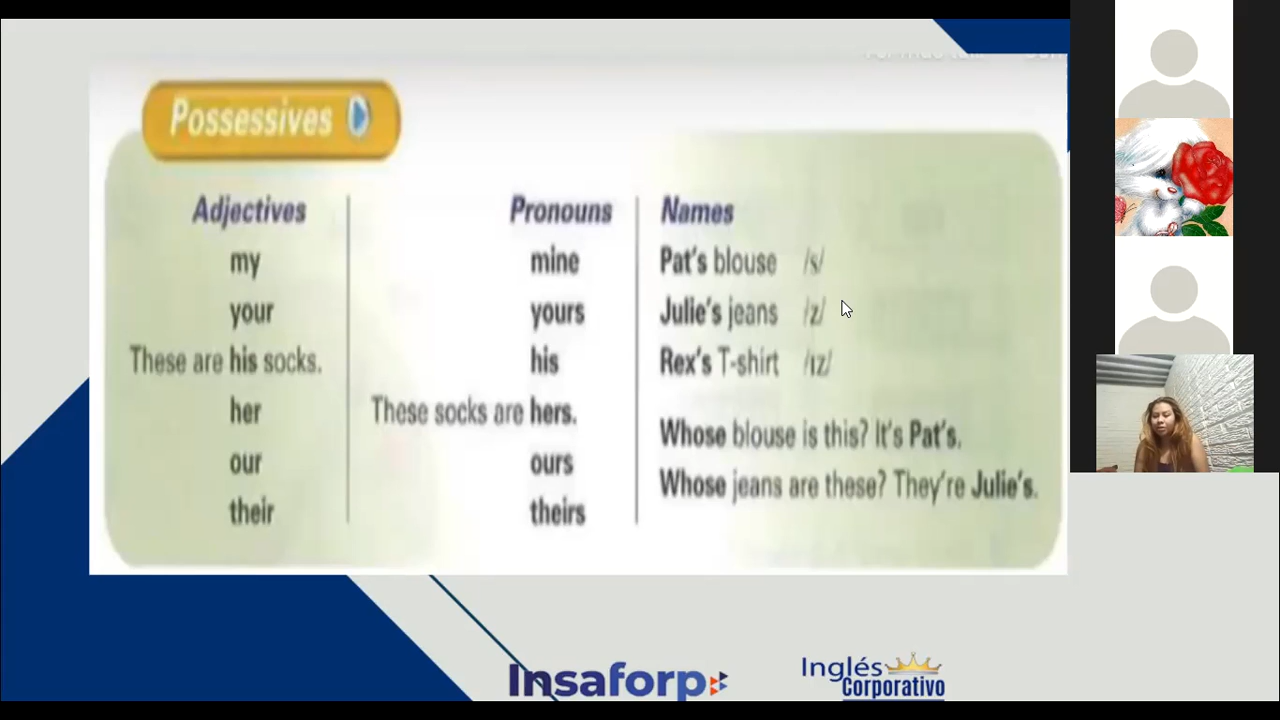 Possessives
Adjectives
my
your
These are his socks.
her
our
their
Pronouns
mine
yours
his
These socks are hers.
ours
theirs
Names
Pat's blouse /s/
Julie's jeans /z/
Rex's T-shirt /ɪz/
Whose blouse is this? It's Pat's.
Whose jeans are these? They're Julie's.
Insaforp
Inglés
Corporativo